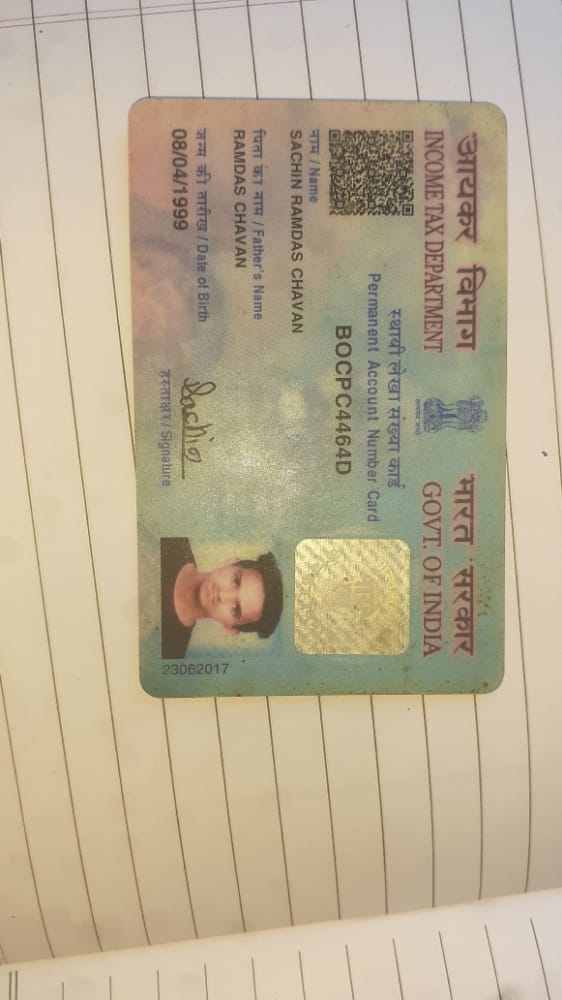 आयकर विभाग
INCOME TAX DEPARTMENT
भारत सरकार
GOVT. OF INDIA
सत्यमेव जयते
स्थायी लेखा संख्या कार्ड
Permanent Account Number Card
BOCPC4464D
नाम / Name
SACHIN RAMDAS CHAVAN
पिता का नाम / Father's Name
RAMDAS CHAVAN
जन्म की तारीख / Date of Birth
08/04/1999
Sachin
हस्ताक्षर / Signature
23062017